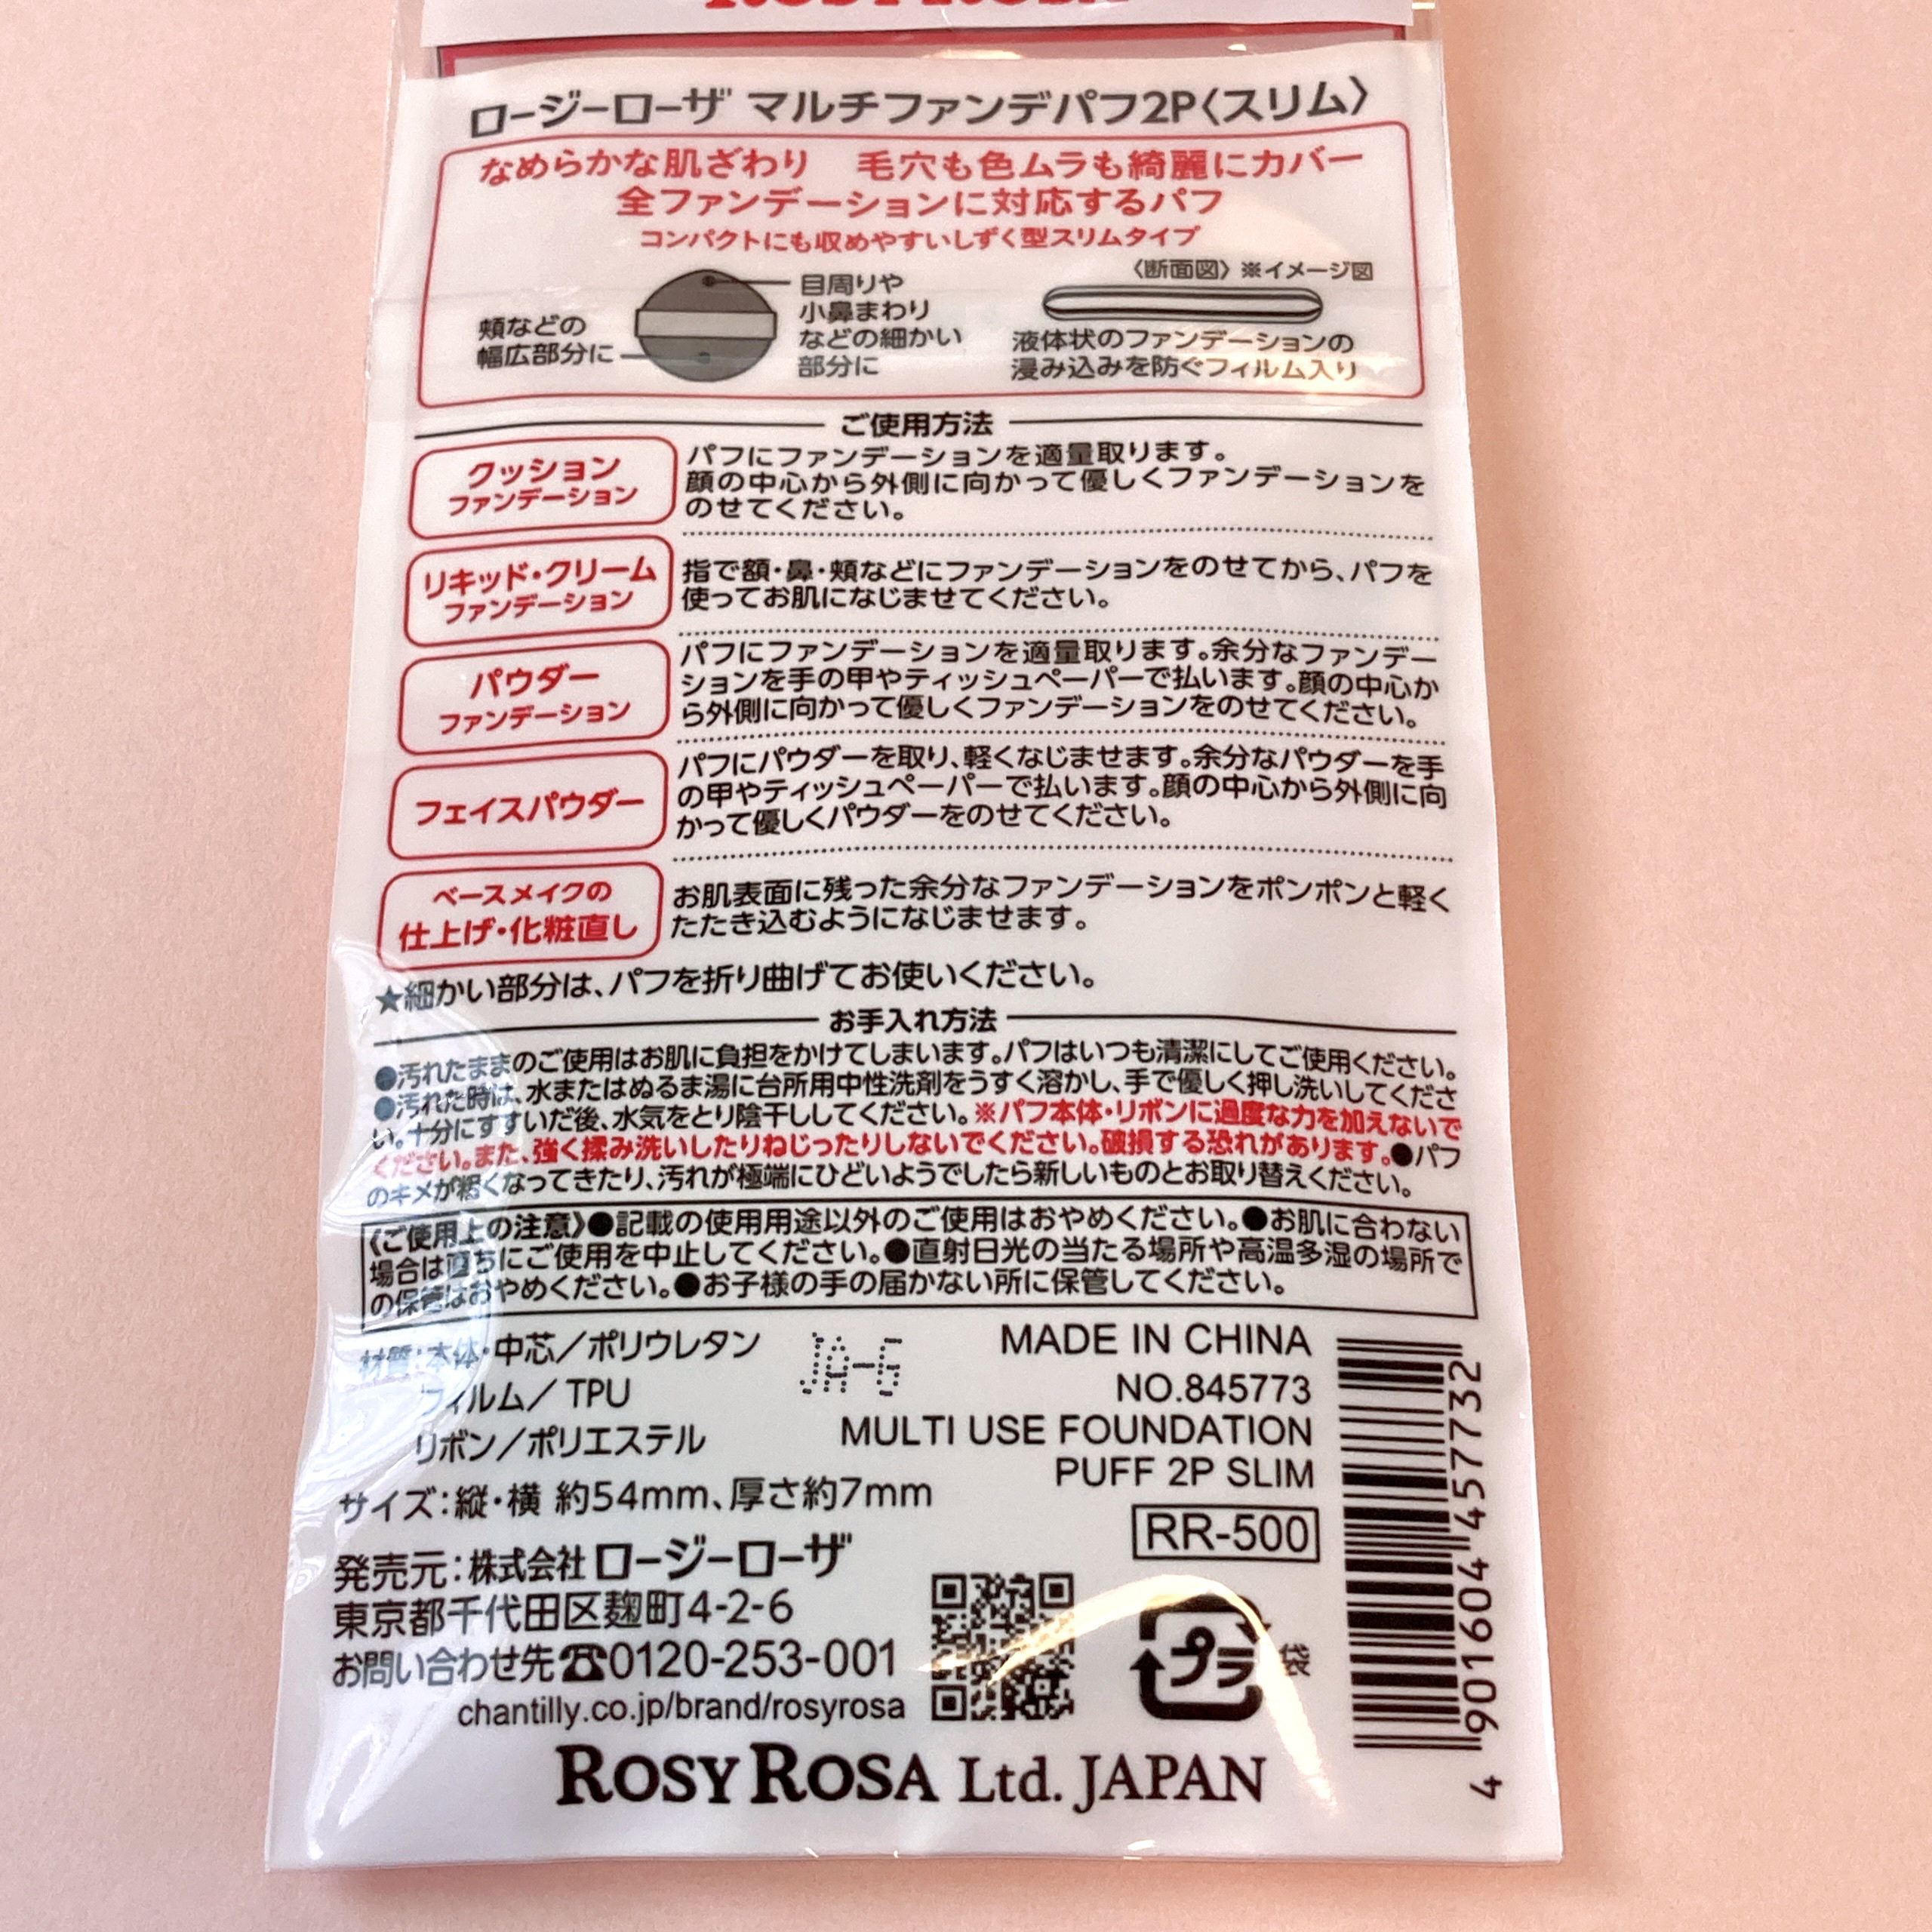 ROSY ROSA
ロージーローザ マルチファンデパフ2P〈スリム〉
なめらかな肌ざわり 毛穴も色ムラも綺麗にカバー
全ファンデーションに対応するパフ
コンパクトにも収めやすいしずく型スリムタイプ
頬などの
幅広部分に
目周りや
小鼻まわり
などの細かい
部分に
〈断面図〉※イメージ図
液体状のファンデーションの
浸み込みを防ぐフィルム入り
ご使用方法
クッション
ファンデーション
パフにファンデーションを適量取ります。
顔の中心から外側に向かって優しくファンデーションを
のせてください。
リキッド・クリーム
ファンデーション
指で額・鼻・頬などにファンデーションをのせてから、パフを
使ってお肌になじませてください。
パウダー
ファンデーション
パフにファンデーションを適量取ります。余分なファンデー
ションを手の甲やティッシュペーパーで払います。顔の中心か
ら外側に向かって優しくファンデーションをのせてください。
フェイスパウダー
パフにパウダーを取り、軽くなじませます。余分なパウダーを手
の甲やティッシュペーパーで払います。顔の中心から外側に向
かって優しくパウダーをのせてください。
ベースメイクの
仕上げ・化粧直し
お肌表面に残った余分なファンデーションをポンポンと軽く
たたき込むようになじませます。
★細かい部分は、パフを折り曲げてお使いください。
お手入れ方法
●汚れたままのご使用はお肌に負担をかけてしまいます。パフはいつも清潔にしてご使用ください。
●汚れた時は、水またはぬるま湯に台所用中性洗剤をうすく溶かし、手で優しく押し洗いしてくださ
い。十分にすすいだ後、水気をとり陰干ししてください。※パフ本体・リボンに過度な力を加えないで
ください。また、強く揉み洗いしたりねじったりしないでください。破損する恐れがあります。●パフ
のキメが粗くなってきたり、汚れが極端にひどいようでしたら新しいものとお取り替えください。
《ご使用上の注意》●記載の使用用途以外のご使用はおやめください。●お肌に合わない
場合は直ちにご使用を中止してください。●直射日光の当たる場所や高温多湿の場所で
の保管はおやめください。●お子様の手の届かない所に保管してください。
材質:本体・中芯/ポリウレタン
フィルム/TPU
リボン/ポリエステル
サイズ:縦・横 約54mm、厚さ約7mm
JA-G
MADE IN CHINA
NO.845773
MULTI USE FOUNDATION
PUFF 2P SLIM
RR-500
発売元:株式会社ロージーローザ
東京都千代田区麹町4-2-6
お問い合わせ先☎0120-253-001
chantilly.co.jp/brand/rosyrosa
プラ
袋
4 901604 457732
ROSY ROSA Ltd. JAPAN